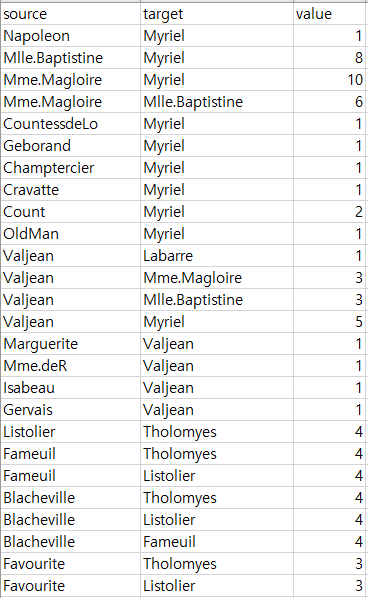 source target value
Napoleon Myriel 1
Mlle.Baptistine Myriel 8
Mme.Magloire Myriel 10
Mme.Magloire Mlle.Baptistine 6
CountessdeLo Myriel 1
Geborand Myriel 1
Champtercier Myriel 1
Cravatte Myriel 1
Count Myriel 2
OldMan Myriel 1
Valjean Labarre 1
Valjean Mme.Magloire 3
Valjean Mlle.Baptistine 3
Valjean Myriel 5
Marguerite Valjean 1
Mme.deR Valjean 1
Isabeau Valjean 1
Gervais Valjean 1
Listolier Tholomyes 4
Fameuil Tholomyes 4
Fameuil Listolier 4
Blacheville Tholomyes 4
Blacheville Listolier 4
Blacheville Fameuil 4
Favourite Tholomyes 3
Favourite Listolier 3